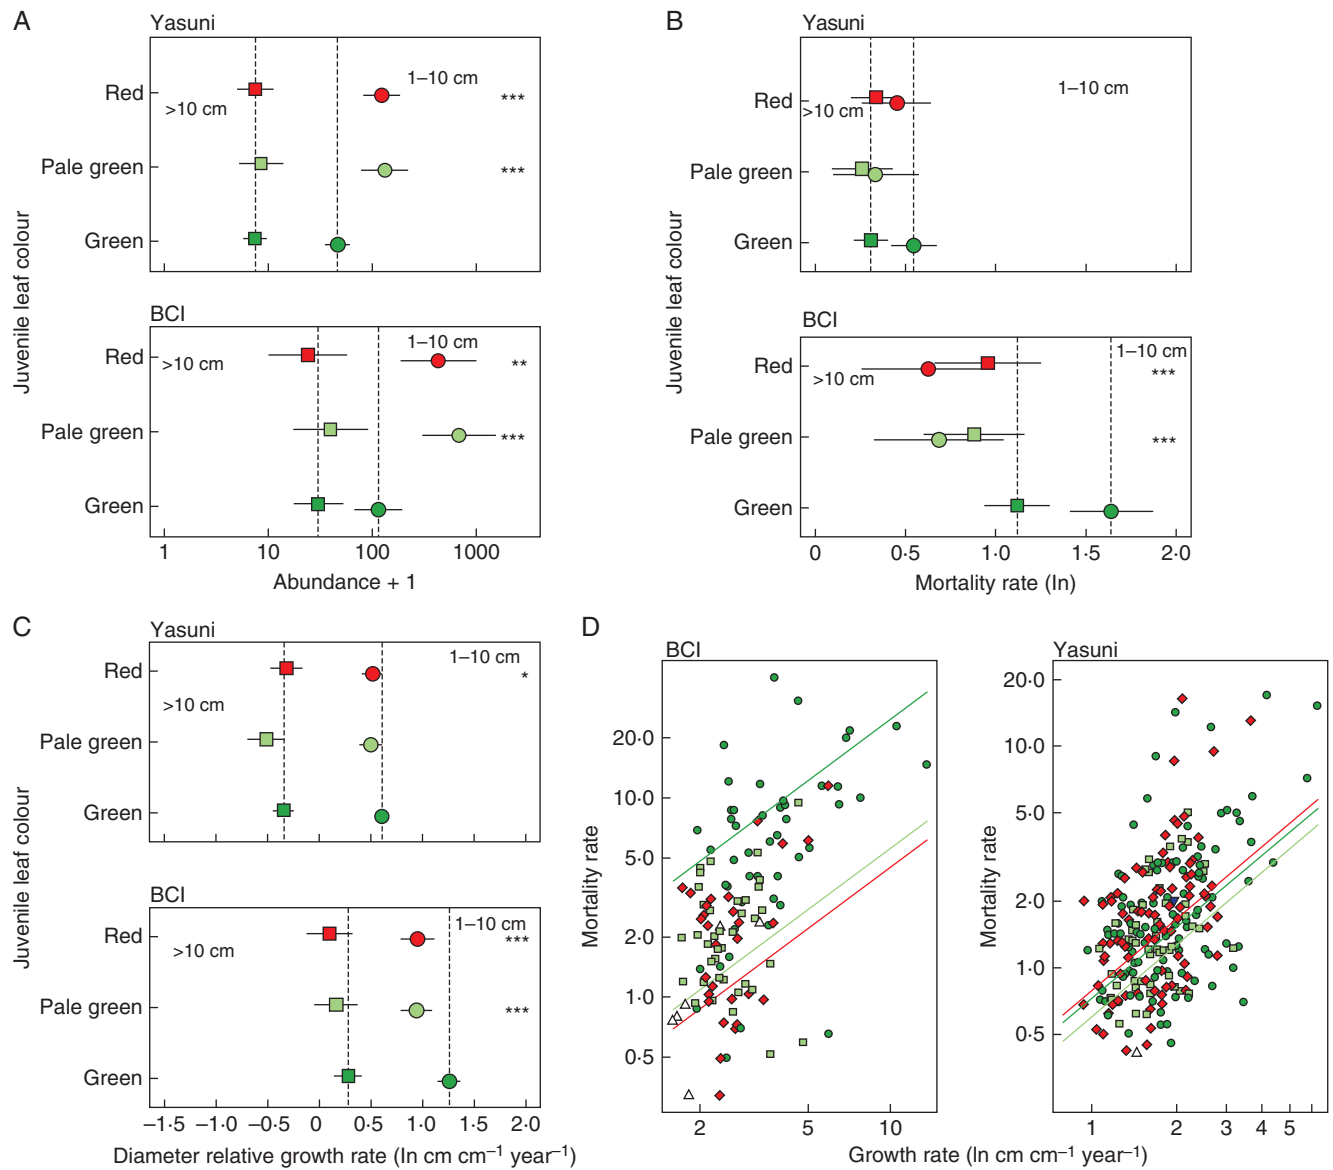 A
Yasuni
Red
1–10 cm
>10 cm
***
Pale green
***
Green
Juvenile leaf colour
BCI
Red
1–10 cm
>10 cm
**
Pale green
***
Green
1
10
100
1000
Abundance + 1
B
Yasuni
Red
1–10 cm
>10 cm
Pale green
Green
Juvenile leaf colour
BCI
Red
1–10 cm
>10 cm
***
Pale green
***
Green
0
0·5
1·0
1·5
2·0
Mortality rate (ln)
C
Yasuni
Red
1–10 cm
*
>10 cm
Pale green
Green
Juvenile leaf colour
BCI
Red
1–10 cm
>10 cm
***
Pale green
***
Green
–1.5
–1.0
–0.5
0
0.5
1.0
1.5
2.0
Diameter relative growth rate (ln cm cm⁻¹ year⁻¹)
D
BCI
20·0
10·0
5·0
2·0
1·0
0·5
Mortality rate
2
5
10
Yasuni
20·0
10·0
5·0
2·0
1·0
0·5
Mortality rate
1
2
3
4
5
Growth rate (ln cm cm⁻¹ year⁻¹)